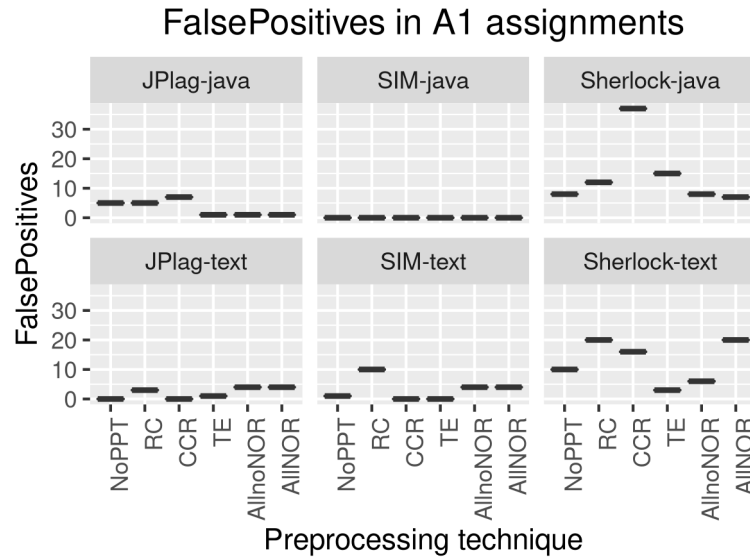 FalsePositives in A1 assignments
JPlag-java SIM-java Sherlock-java
30
20
10
0
JPlag-text SIM-text Sherlock-text
30
20
10
0
FalsePositives
NoPPT RC CCR TE AllnoNOR AllNOR NoPPT RC CCR TE AllnoNOR AllNOR NoPPT RC CCR TE AllnoNOR AllNOR
Preprocessing technique